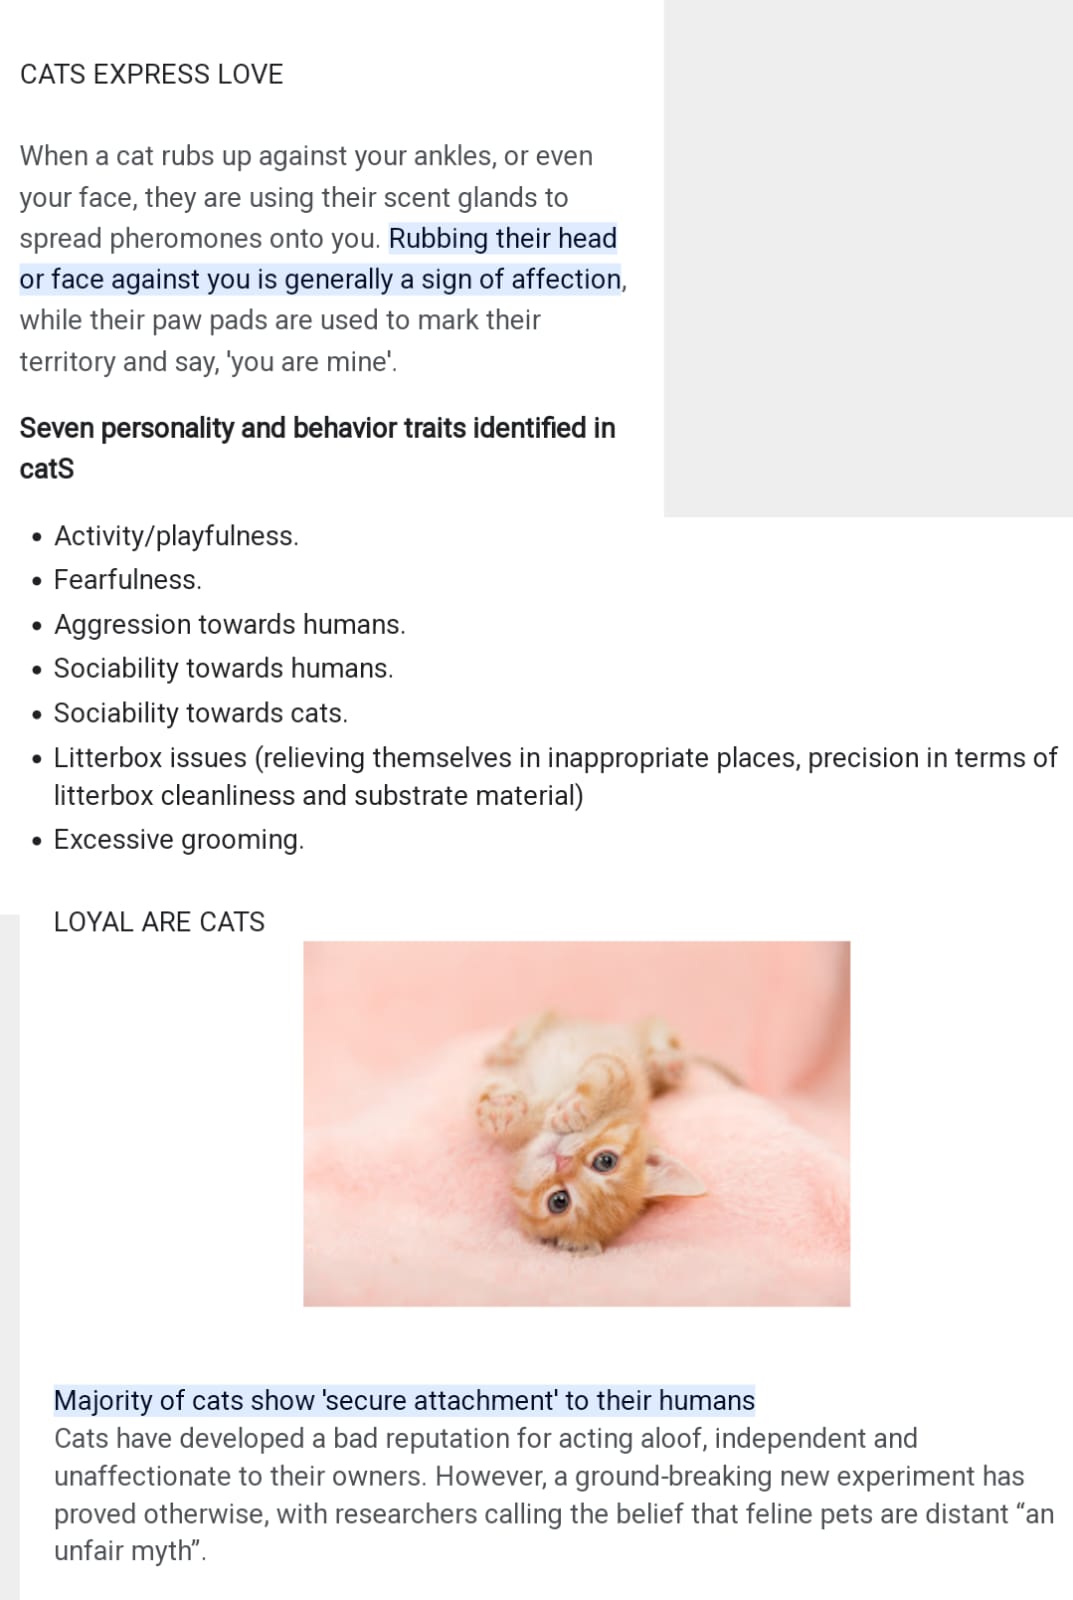 CATS EXPRESS LOVE
When a cat rubs up against your ankles, or even
your face, they are using their scent glands to
spread pheromones onto you. Rubbing their head
or face against you is generally a sign of affection,
while their paw pads are used to mark their
territory and say, 'you are mine'.
Seven personality and behavior traits identified in
catS
• Activity/playfulness.
• Fearfulness.
• Aggression towards humans.
• Sociability towards humans.
• Sociability towards cats.
• Litterbox issues (relieving themselves in inappropriate places, precision in terms of
litterbox cleanliness and substrate material)
• Excessive grooming.
LOYAL ARE CATS
Majority of cats show 'secure attachment' to their humans
Cats have developed a bad reputation for acting aloof, independent and
unaffectionate to their owners. However, a ground-breaking new experiment has
proved otherwise, with researchers calling the belief that feline pets are distant “an
unfair myth”.